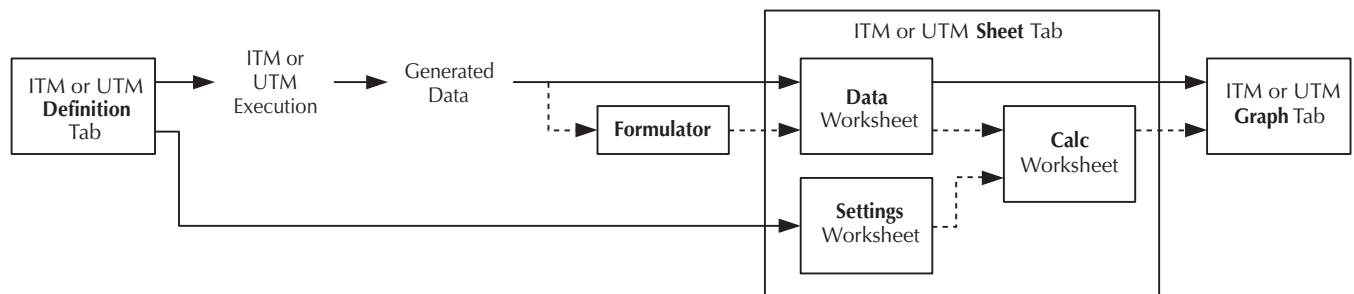 ITM or UTM Sheet Tab
ITM or UTM
Definition
Tab
ITM or
UTM
Execution
Generated
Data
Formulator
Data
Worksheet
Settings
Worksheet
Calc
Worksheet
ITM or UTM
Graph Tab